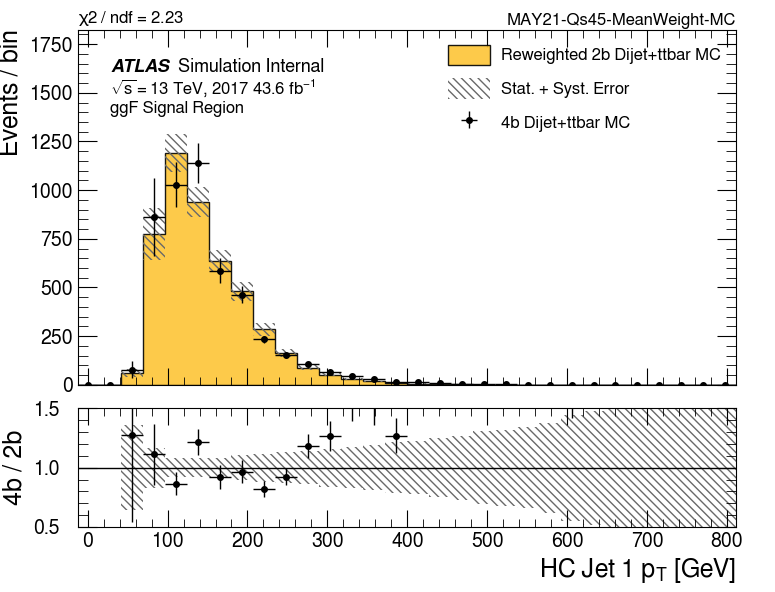 χ2 / ndf = 2.23
MAY21-Qs45-MeanWeight-MC
Events / bin
1750
1500
1250
1000
750
500
250
0
ATLAS Simulation Internal
√s = 13 TeV, 2017 43.6 fb⁻¹
ggF Signal Region
Reweighted 2b Dijet+ttbar MC
Stat. + Syst. Error
4b Dijet+ttbar MC
4b / 2b
1.5
1.0
0.5
0 100 200 300 400 500 600 700 800
HC Jet 1 pT [GeV]